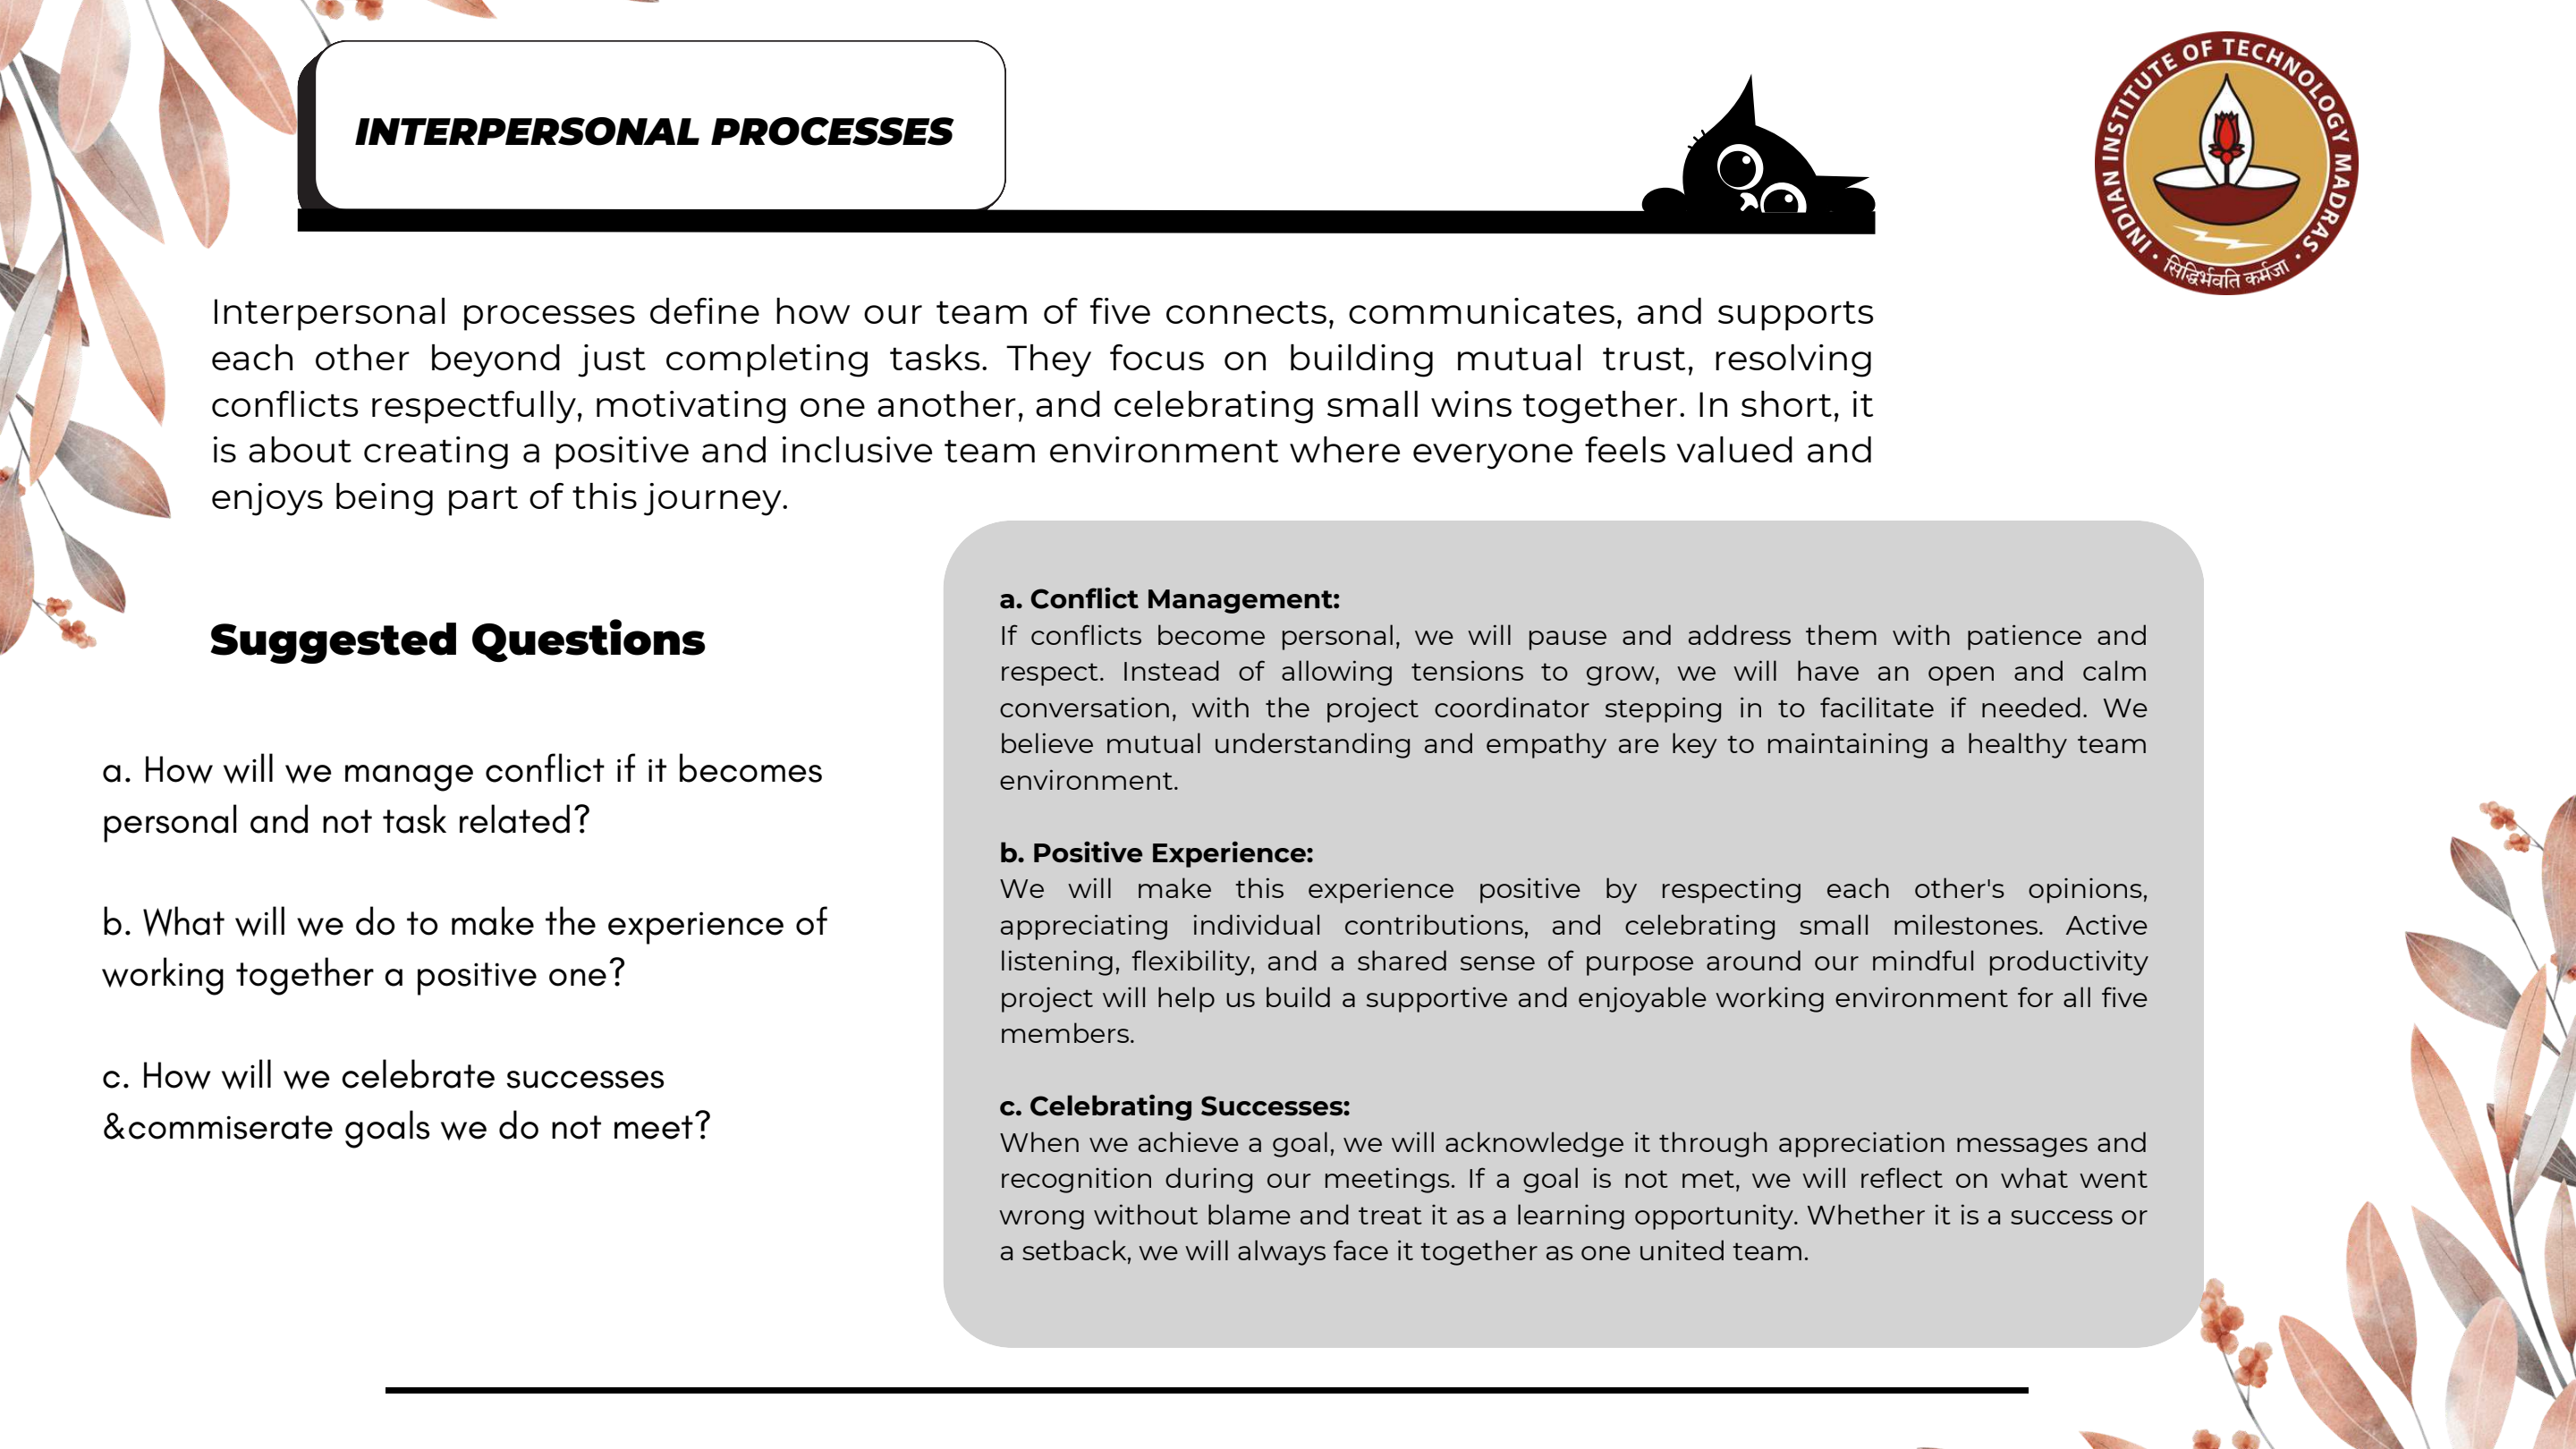 INTERPERSONAL PROCESSES
INDIAN INSTITUTE OF TECHNOLOGY MADRAS
सिद्धिर्भवति कर्मजा
Interpersonal processes define how our team of five connects, communicates, and supports
each other beyond just completing tasks. They focus on building mutual trust, resolving
conflicts respectfully, motivating one another, and celebrating small wins together. In short, it
is about creating a positive and inclusive team environment where everyone feels valued and
enjoys being part of this journey.
Suggested Questions
a. How will we manage conflict if it becomes
personal and not task related?
b. What will we do to make the experience of
working together a positive one?
c. How will we celebrate successes
&commiserate goals we do not meet?
a. Conflict Management:
If conflicts become personal, we will pause and address them with patience and
respect. Instead of allowing tensions to grow, we will have an open and calm
conversation, with the project coordinator stepping in to facilitate if needed. We
believe mutual understanding and empathy are key to maintaining a healthy team
environment.
b. Positive Experience:
We will make this experience positive by respecting each other's opinions,
appreciating individual contributions, and celebrating small milestones. Active
listening, flexibility, and a shared sense of purpose around our mindful productivity
project will help us build a supportive and enjoyable working environment for all five
members.
c. Celebrating Successes:
When we achieve a goal, we will acknowledge it through appreciation messages and
recognition during our meetings. If a goal is not met, we will reflect on what went
wrong without blame and treat it as a learning opportunity. Whether it is a success or
a setback, we will always face it together as one united team.